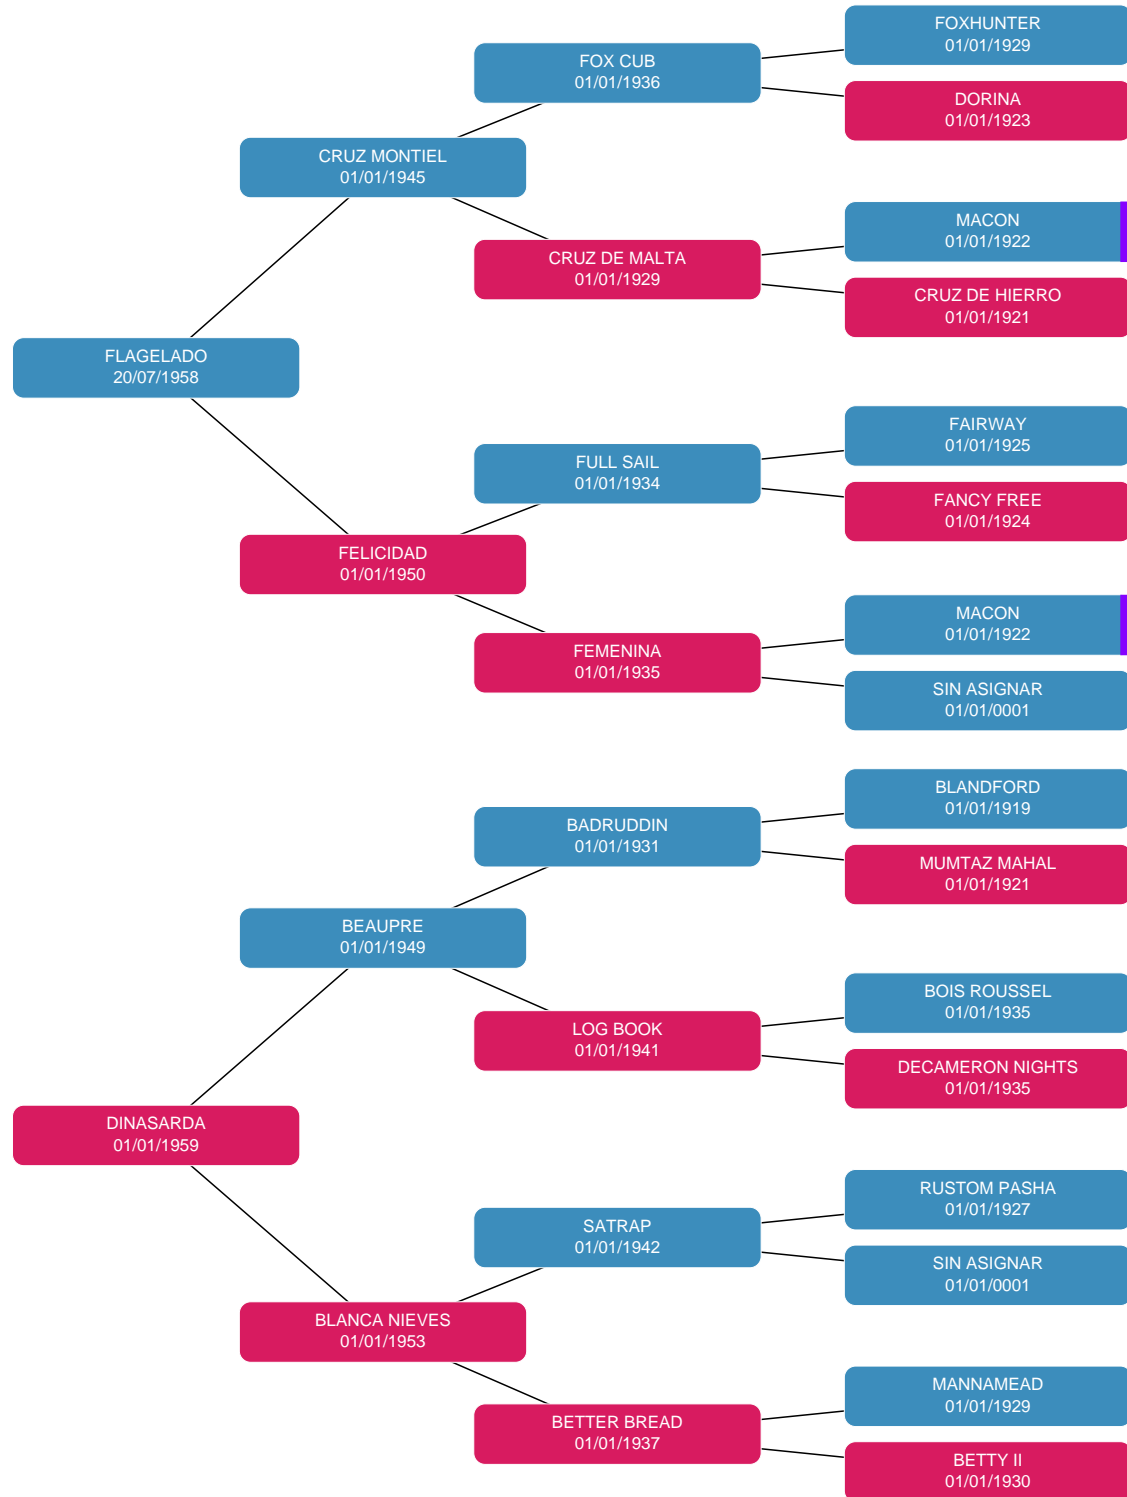 FOXHUNTER
01/01/1929
FOX CUB
01/01/1936
DORINA
01/01/1923
CRUZ MONTIEL
01/01/1945
MACON
01/01/1922
CRUZ DE MALTA
01/01/1929
CRUZ DE HIERRO
01/01/1921
FLAGELADO
20/07/1958
FAIRWAY
01/01/1925
FULL SAIL
01/01/1934
FANCY FREE
01/01/1924
FELICIDAD
01/01/1950
MACON
01/01/1922
FEMENINA
01/01/1935
SIN ASIGNAR
01/01/0001
BLANDFORD
01/01/1919
BADRUDDIN
01/01/1931
MUMTAZ MAHAL
01/01/1921
BEAUPRE
01/01/1949
BOIS ROUSSEL
01/01/1935
LOG BOOK
01/01/1941
DECAMERON NIGHTS
01/01/1935
DINASARDA
01/01/1959
RUSTOM PASHA
01/01/1927
SATRAP
01/01/1942
SIN ASIGNAR
01/01/0001
BLANCA NIEVES
01/01/1953
MANNAMEAD
01/01/1929
BETTER BREAD
01/01/1937
BETTY II
01/01/1930